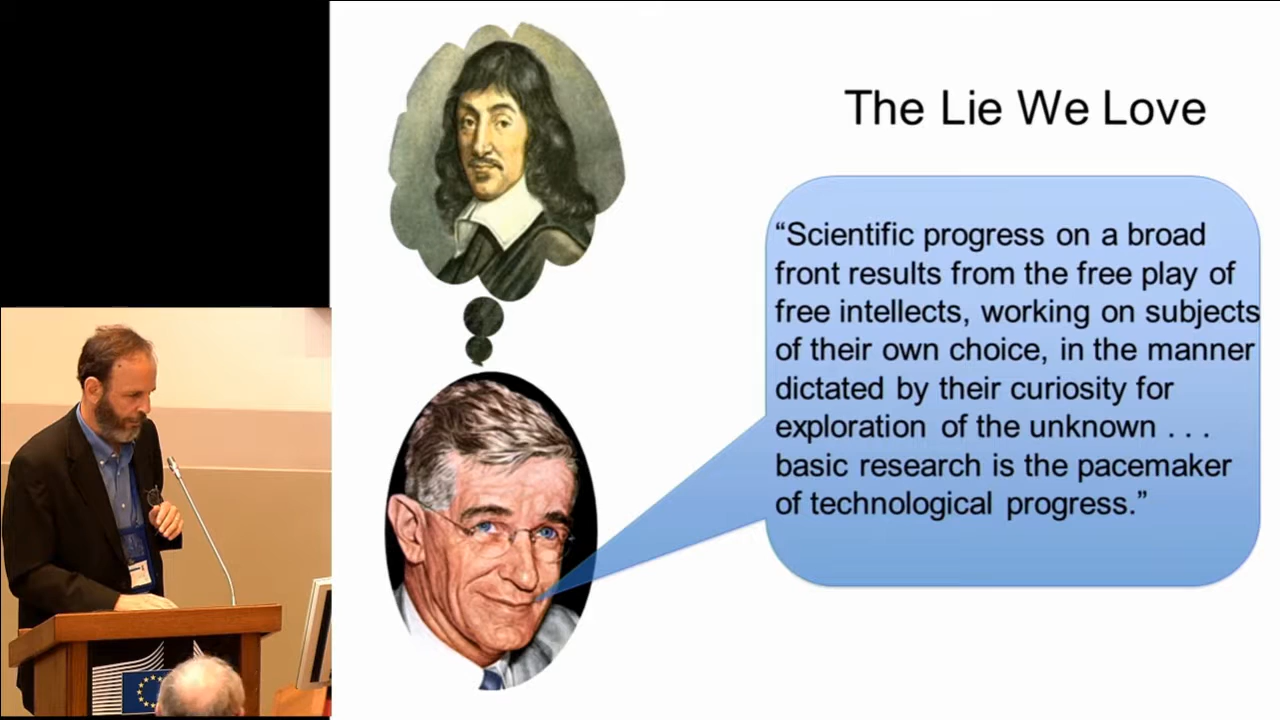 The Lie We Love
“Scientific progress on a broad
front results from the free play of
free intellects, working on subjects
of their own choice, in the manner
dictated by their curiosity for
exploration of the unknown . . .
basic research is the pacemaker
of technological progress.”